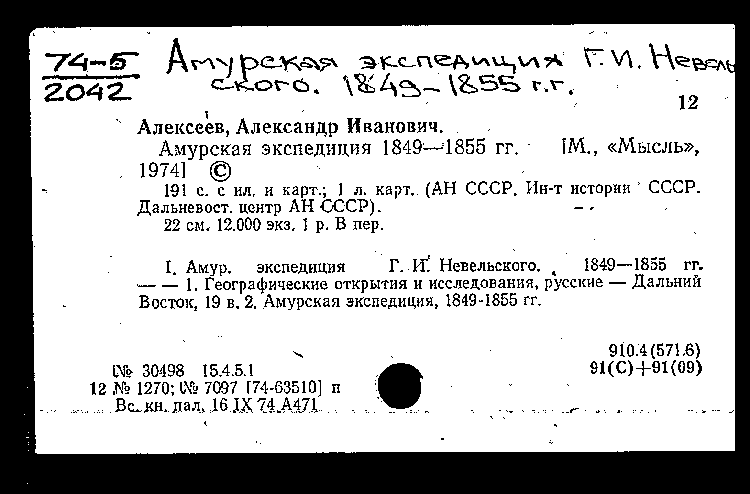 74-5
2042
Амурская экспедиция Г.И. Невель
ского. 1849-1855 г.г.
12
Алексеев, Александр Иванович.
Амурская экспедиция 1849—1855 гг. [М., «Мысль»,
1974] ©
191 с. с ил. и карт.; 1 л. карт. (АН СССР. Ин-т истории СССР.
Дальневост. центр АН СССР).
22 см. 12.000 экз. 1 р. В пер.
I. Амур. экспедиция Г. И. Невельского. 1849—1855 гг.
— — 1. Географические открытия и исследования, русские — Дальний
Восток, 19 в. 2. Амурская экспедиция, 1849-1855 гг.
910.4(571.6)
№ 30498 15.4.5.1 91(С)+91(09)
12 № 1270; № 7097 [74-63510] п
Вс. кн. пал. 16 IX 74 А471